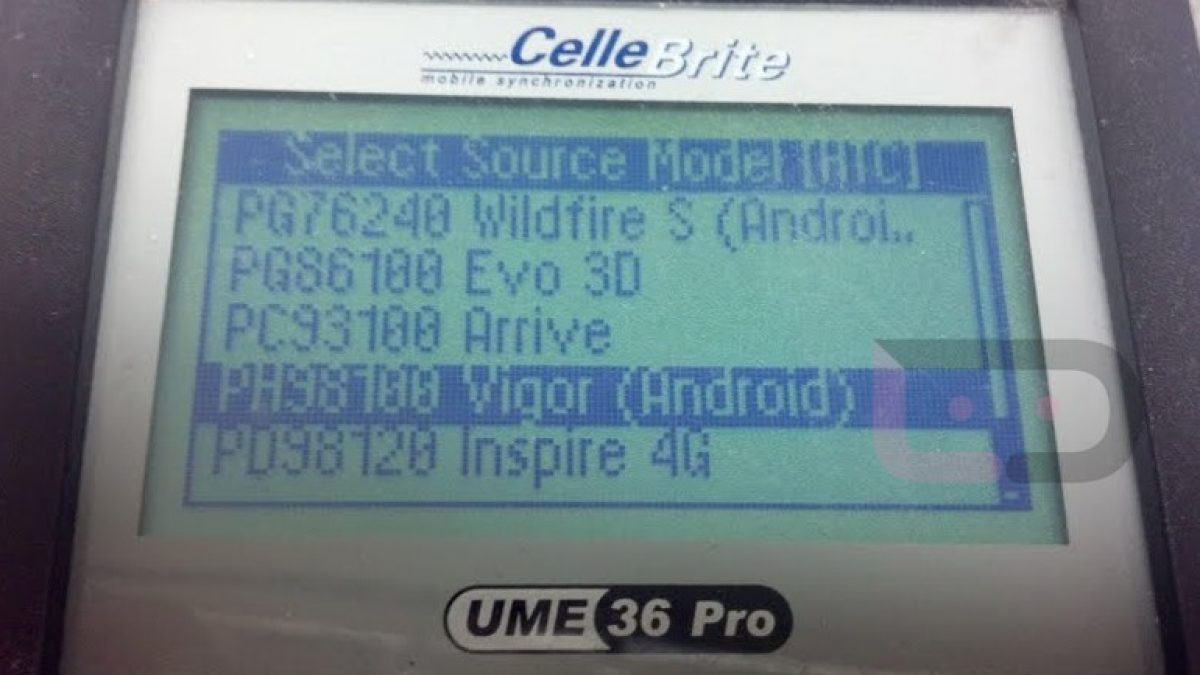 CelleBrite
mobile synchronization
Select Source Model [HTC]
PG76240 Wildfire S (Androi..
PG86100 Evo 3D
PC93100 Arrive
PH98100 Vigor (Android)
PD98120 Inspire 4G
UME 36 Pro